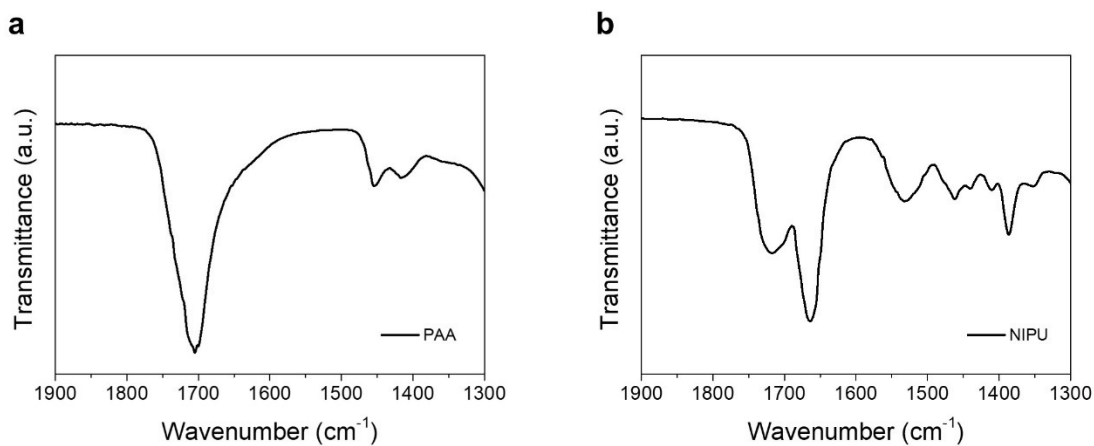 a
Transmittance (a.u.)
PAA
1900 1800 1700 1600 1500 1400 1300
Wavenumber (cm⁻¹)
b
Transmittance (a.u.)
NIPU
1900 1800 1700 1600 1500 1400 1300
Wavenumber (cm⁻¹)